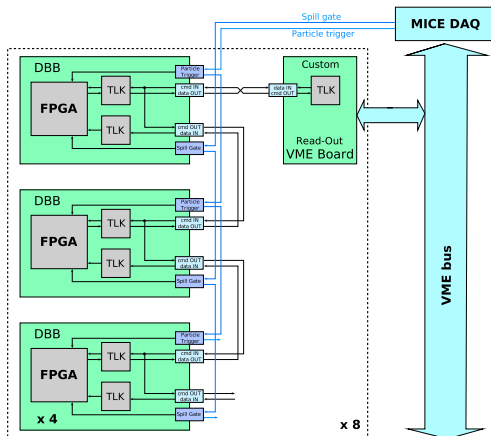 Spill gate
Particle trigger
MICE DAQ
DBB
FPGA
TLK
TLK
Particle
Trigger
cmd IN
data OUT
cmd OUT
data IN
Spill Gate
Custom
data IN
cmd OUT
TLK
Read-Out
VME Board
VME bus
DBB
FPGA
TLK
TLK
Particle
Trigger
cmd IN
data OUT
cmd OUT
data IN
Spill Gate
DBB
FPGA
TLK
TLK
Particle
Trigger
cmd IN
data OUT
cmd OUT
data IN
Spill Gate
x 4
x 8